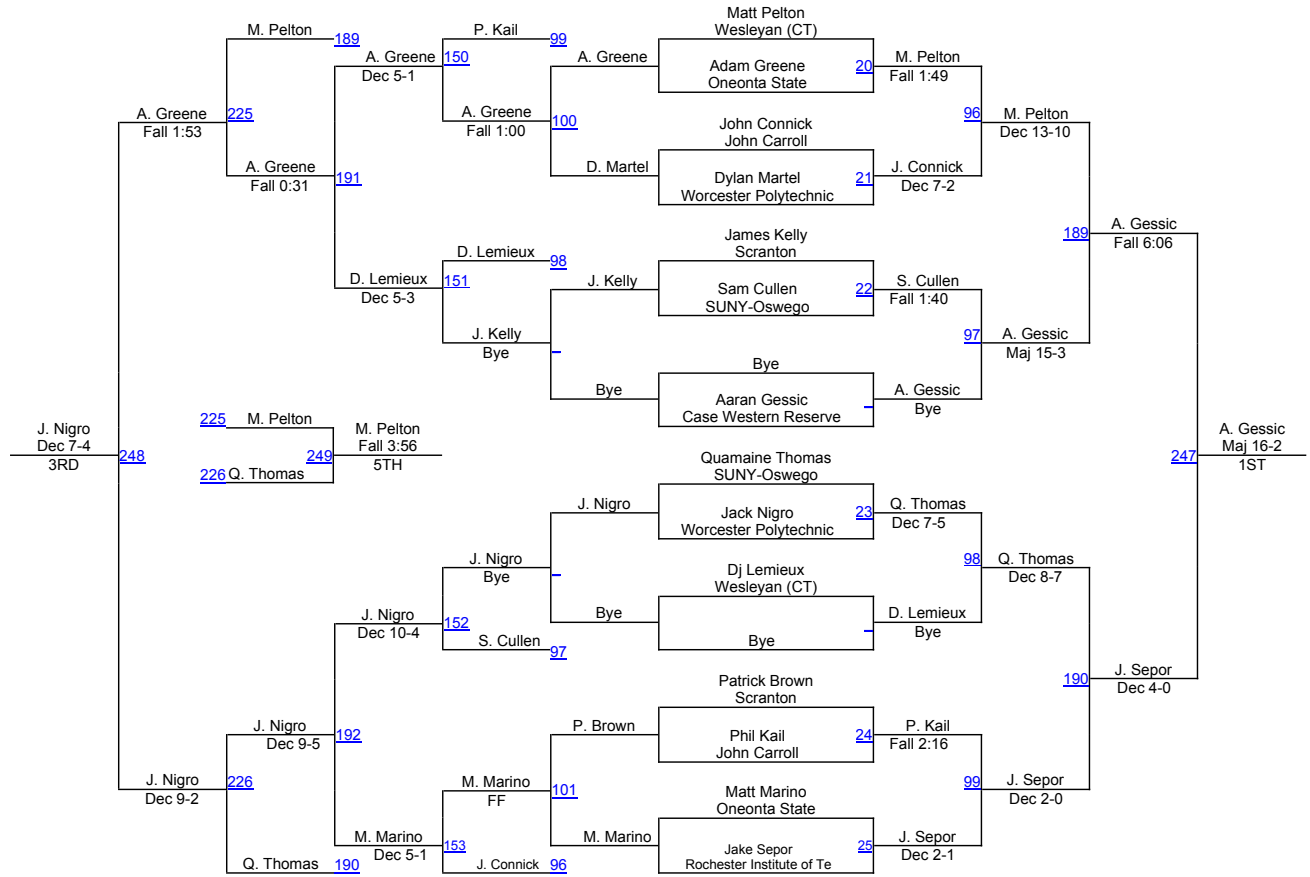 Matt Pelton
Wesleyan (CT)
M. Pelton
189
P. Kail
99
A. Greene
150
Dec 5-1
A. Greene
Adam Greene
Oneonta State
20
M. Pelton
Fall 1:49
A. Greene
225
Fall 1:53
A. Greene
Fall 1:00
100
John Connick
John Carroll
96
M. Pelton
Dec 13-10
A. Greene
Fall 0:31
191
D. Martel
Dylan Martel
Worcester Polytechnic
21
J. Connick
Dec 7-2
James Kelly
Scranton
189
A. Gessic
Fall 6:06
D. Lemieux
98
D. Lemieux
151
Dec 5-3
J. Kelly
Sam Cullen
SUNY-Oswego
22
S. Cullen
Fall 1:40
J. Kelly
Bye
97
A. Gessic
Maj 15-3
Bye
Bye
Aaran Gessic
Case Western Reserve
A. Gessic
Bye
J. Nigro
Dec 7-4
3RD
248
225
M. Pelton
226
Q. Thomas
249
M. Pelton
Fall 3:56
5TH
Quamaine Thomas
SUNY-Oswego
247
A. Gessic
Maj 16-2
1ST
J. Nigro
Jack Nigro
Worcester Polytechnic
23
Q. Thomas
Dec 7-5
J. Nigro
Bye
Dj Lemieux
Wesleyan (CT)
98
Q. Thomas
Dec 8-7
J. Nigro
Dec 10-4
152
S. Cullen
97
Bye
Bye
D. Lemieux
Bye
Patrick Brown
Scranton
190
J. Sepor
Dec 4-0
J. Nigro
Dec 9-5
192
P. Brown
Phil Kail
John Carroll
24
P. Kail
Fall 2:16
J. Nigro
Dec 9-2
226
M. Marino
FF
101
Matt Marino
Oneonta State
99
J. Sepor
Dec 2-0
M. Marino
Dec 5-1
153
M. Marino
Jake Sepor
Rochester Institute of Te
25
J. Sepor
Dec 2-1
Q. Thomas
190
J. Connick
96